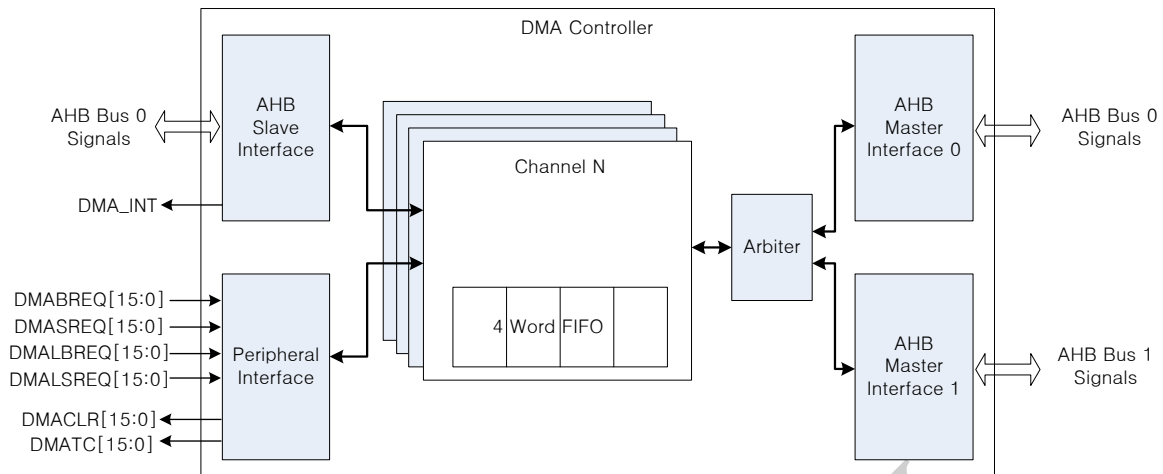 DMA Controller
AHB Bus 0
Signals
AHB
Slave
Interface
DMA_INT
DMABREQ[15:0]
DMASREQ[15:0]
DMALBREQ[15:0]
DMALSREQ[15:0]
DMACLR[15:0]
DMATC[15:0]
Peripheral
Interface
Channel N
4 Word FIFO
Arbiter
AHB
Master
Interface 0
AHB Bus 0
Signals
AHB
Master
Interface 1
AHB Bus 1
Signals